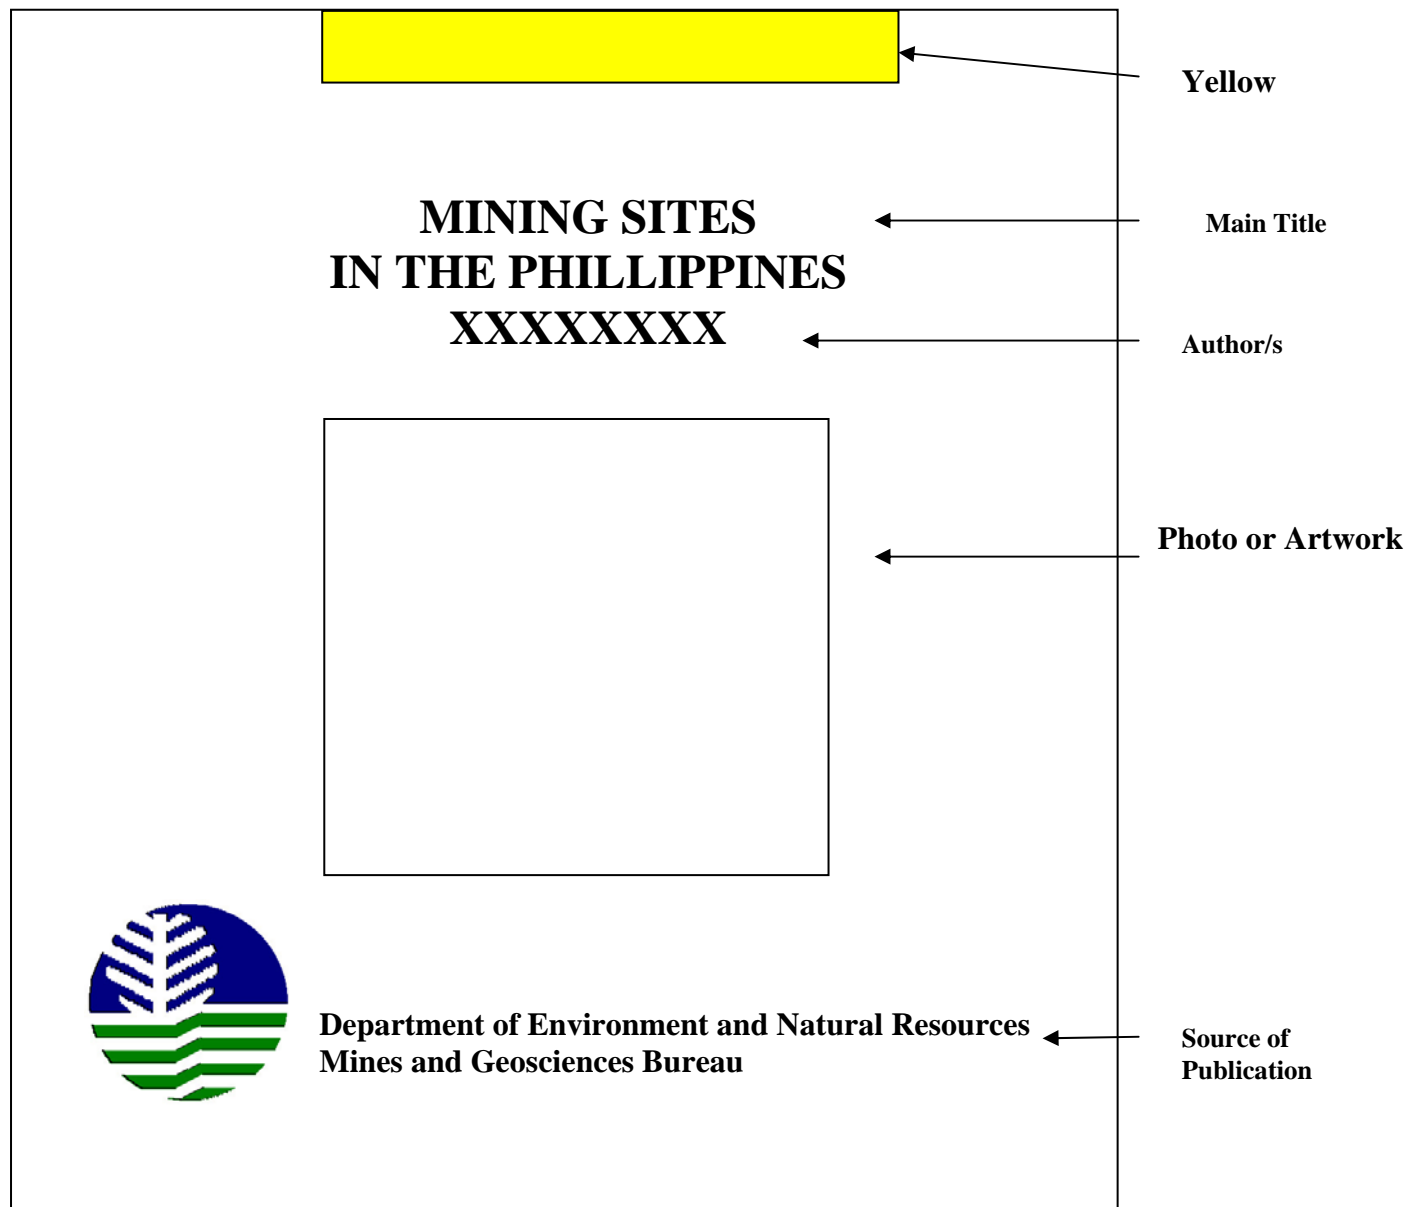 Yellow
MINING SITES
IN THE PHILLIPPINES
XXXXXXXX
Main Title
Author/s
Photo or Artwork
Department of Environment and Natural Resources
Mines and Geosciences Bureau
Source of
Publication